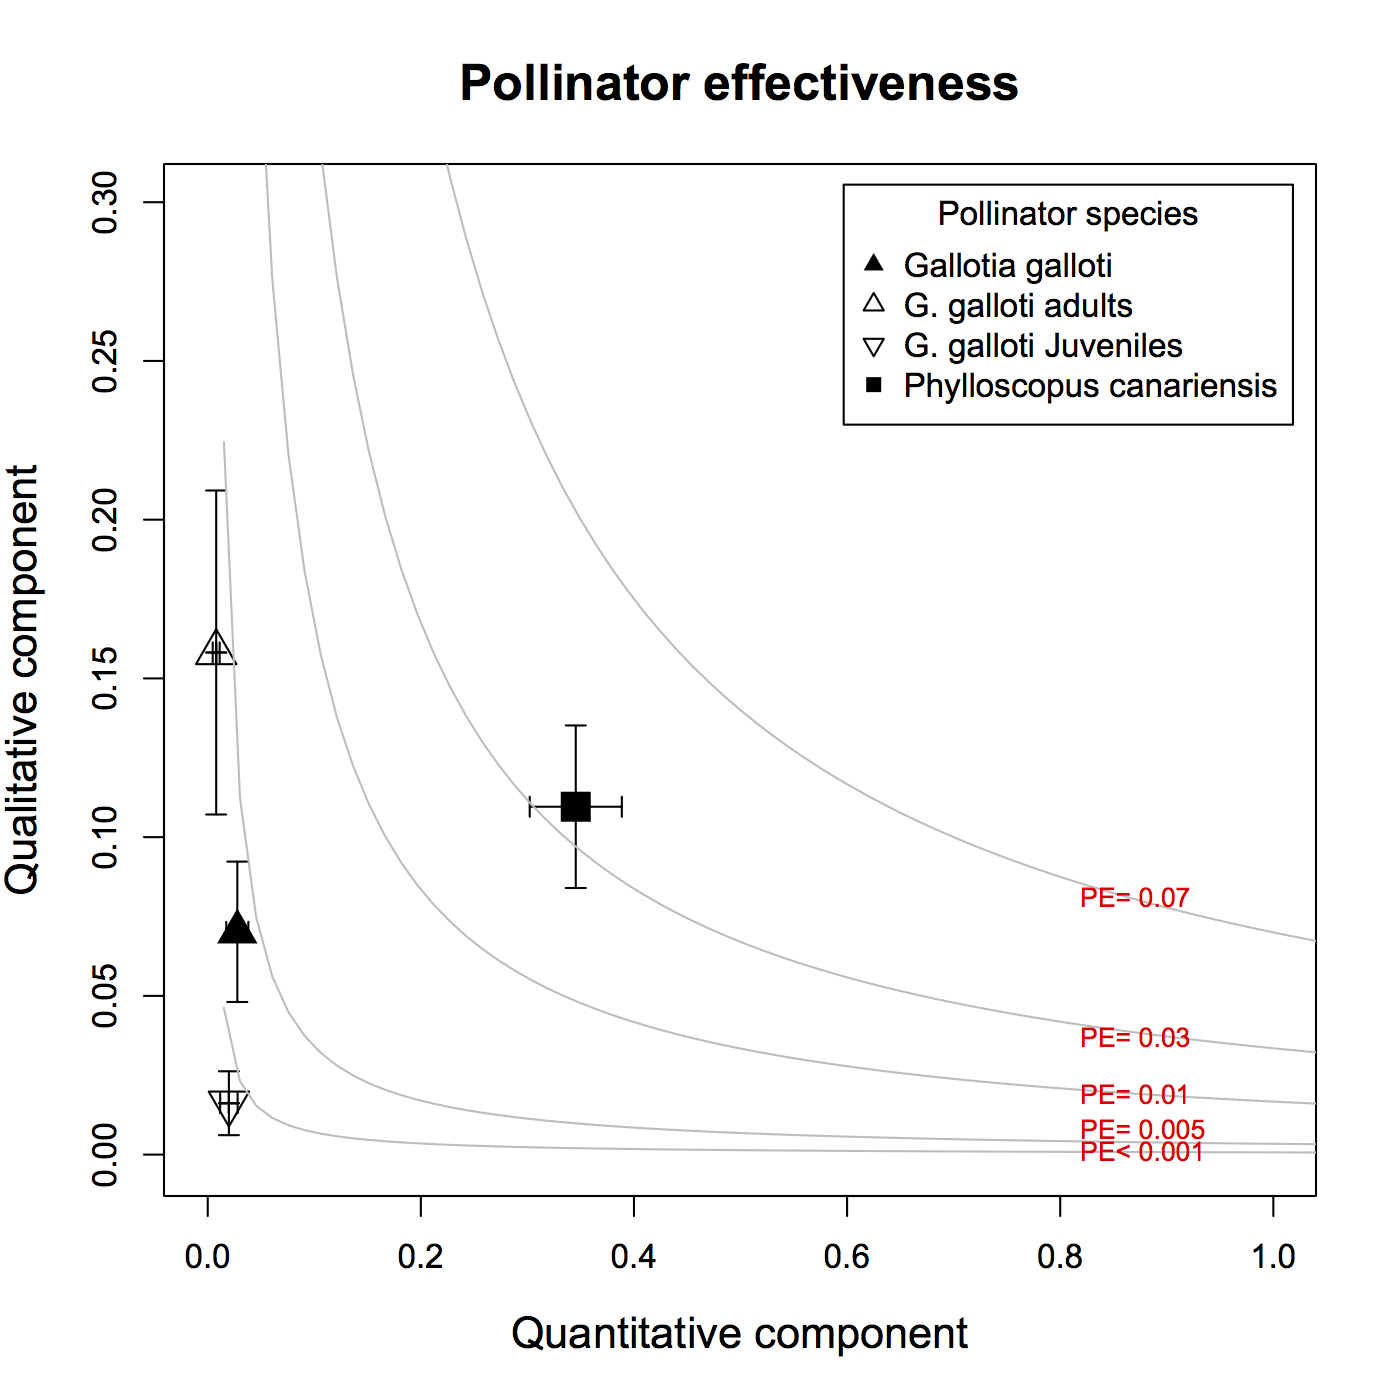 Pollinator effectiveness
Pollinator species
Gallotia galloti
G. galloti adults
G. galloti Juveniles
Phylloscopus canariensis
Qualitative component
0.30
0.25
0.20
0.15
0.10
0.05
0.00
PE= 0.07
PE= 0.03
PE= 0.01
PE= 0.005
PE< 0.001
0.0
0.2
0.4
0.6
0.8
1.0
Quantitative component